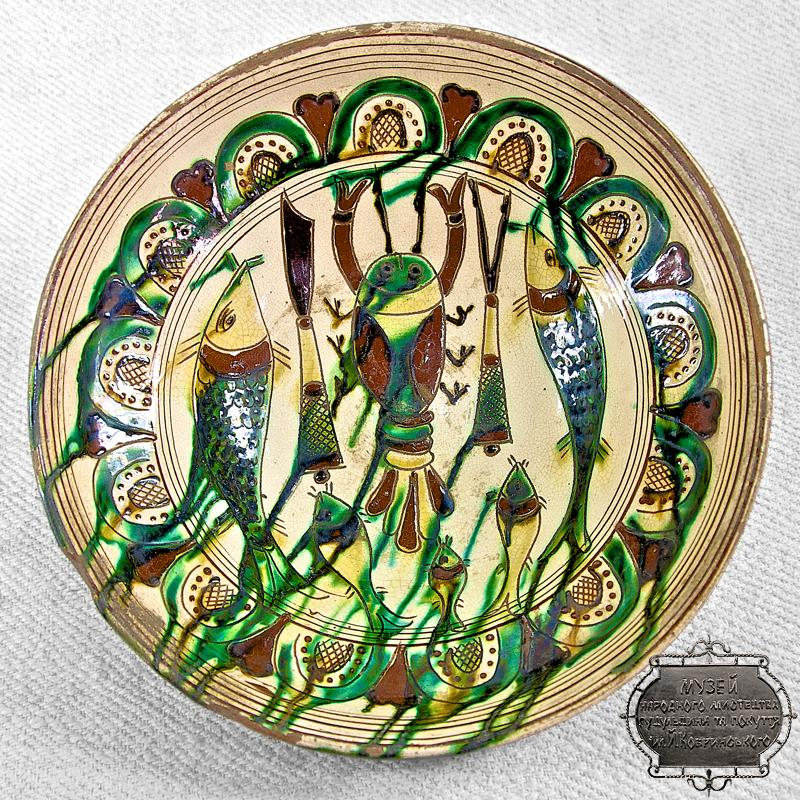 МУЗЕЙ
НАРОДНОГО МИСТЕЦТВА
ГУЦУЛЬЩИНИ ТА ПОКУТТЯ
ім. Й. КОБРИНСЬКОГО